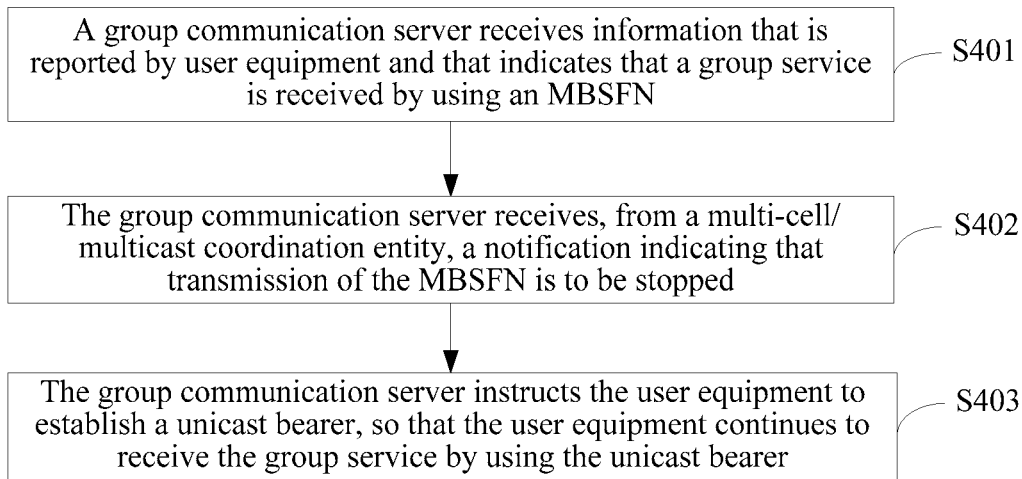 A group communication server receives information that is
reported by user equipment and that indicates that a group service
is received by using an MBSFN
S401
The group communication server receives, from a multi-cell/
multicast coordination entity, a notification indicating that
transmission of the MBSFN is to be stopped
S402
The group communication server instructs the user equipment to
establish a unicast bearer, so that the user equipment continues to
receive the group service by using the unicast bearer
S403